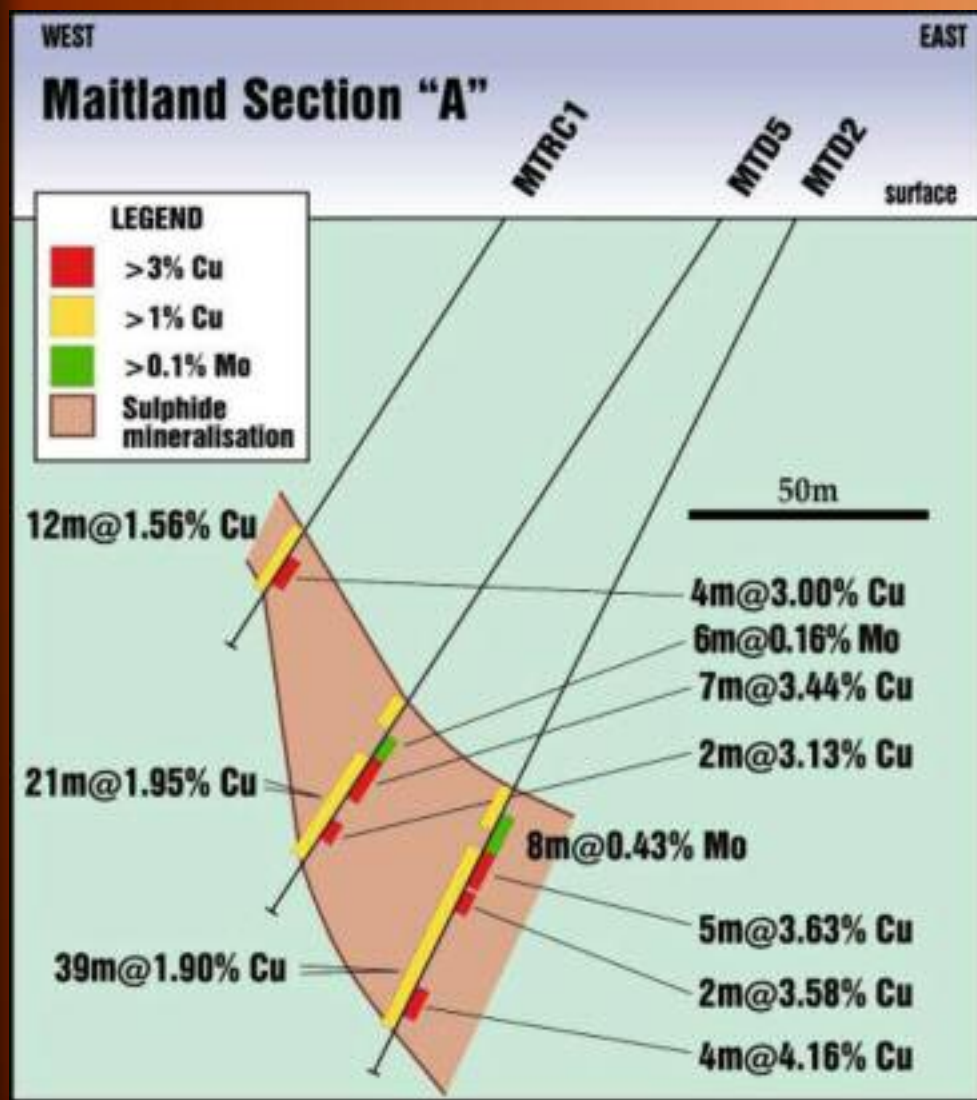 WEST
EAST
Maitland Section “A”
MTRC1
MTD5
MTD2
surface
LEGEND
>3% Cu
>1% Cu
>0.1% Mo
Sulphide
mineralisation
50m
12m@1.56% Cu
4m@3.00% Cu
6m@0.16% Mo
7m@3.44% Cu
2m@3.13% Cu
21m@1.95% Cu
8m@0.43% Mo
5m@3.63% Cu
39m@1.90% Cu
2m@3.58% Cu
4m@4.16% Cu